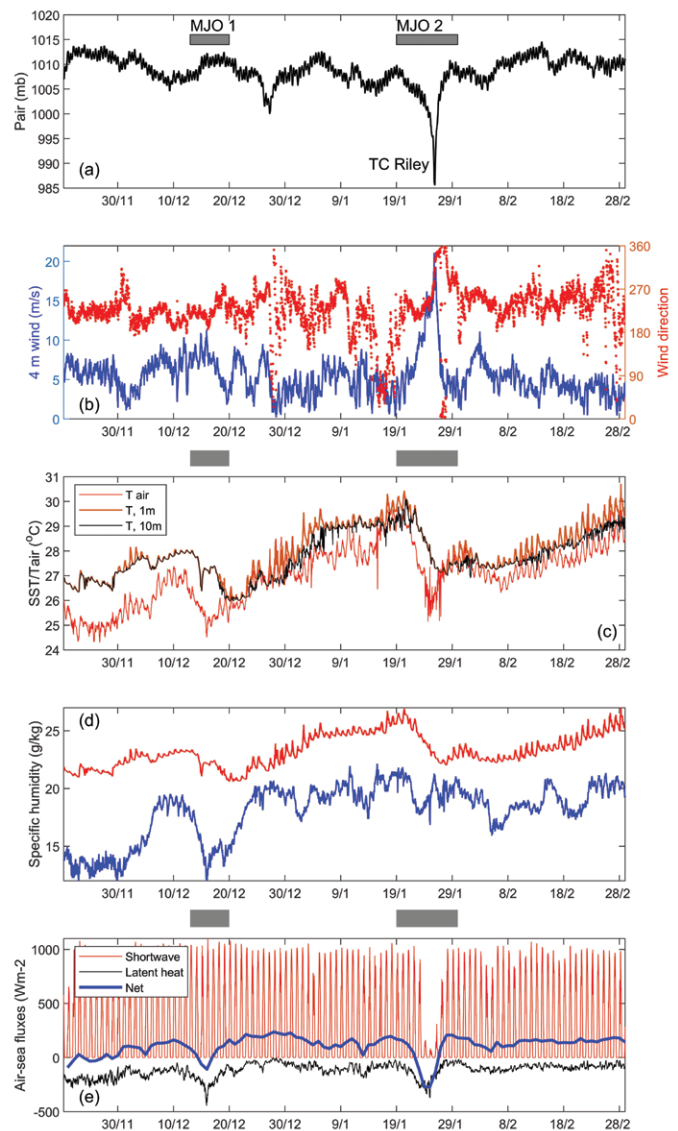 MJO 1 MJO 2
1020
1015
1010
1005
1000
995
990
985
Pair (mb)
TC Riley
(a)
30/11 10/12 20/12 30/12 9/1 19/1 29/1 8/2 18/2 28/2
20
15
10
5
0
4 m wind (m/s)
360
270
180
90
0
Wind direction
(b)
30/11 10/12 20/12 30/12 9/1 19/1 29/1 8/2 18/2 28/2
31
30
29
28
27
26
25
24
SST/Tair (°C)
T air
T, 1m
T, 10m
(c)
30/11 10/12 20/12 30/12 9/1 19/1 29/1 8/2 18/2 28/2
(d)
25
20
15
Specific humidity (g/kg)
30/11 10/12 20/12 30/12 9/1 19/1 29/1 8/2 18/2 28/2
1000
500
0
-500
Air-sea fluxes (Wm-2
Shortwave
Latent heat
Net
(e)
30/11 10/12 20/12 30/12 9/1 19/1 29/1 8/2 18/2 28/2